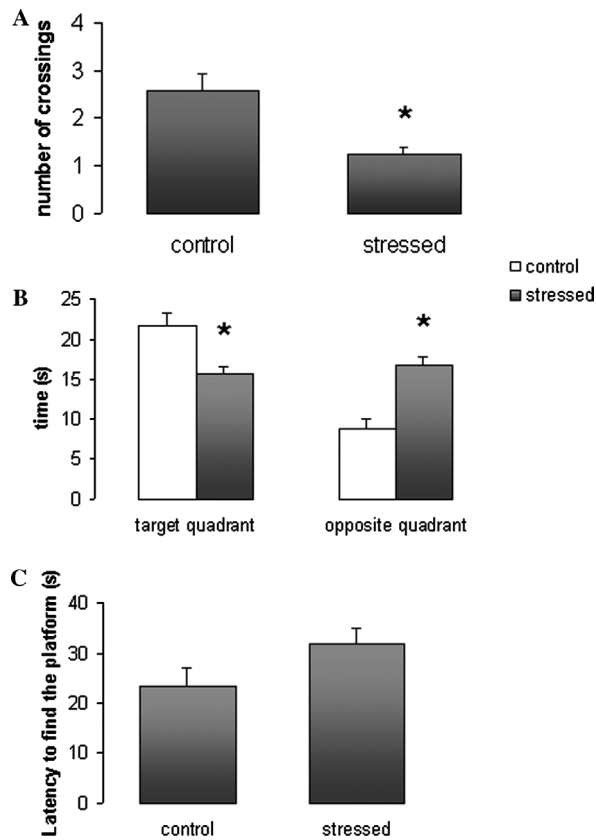 A
number of crossings
4
3
2
1
0
*
control
stressed
control
stressed
B
time (s)
25
20
15
10
5
0
*
*
target quadrant
opposite quadrant
C
Latency to find the platform (s)
40
30
20
10
0
control
stressed